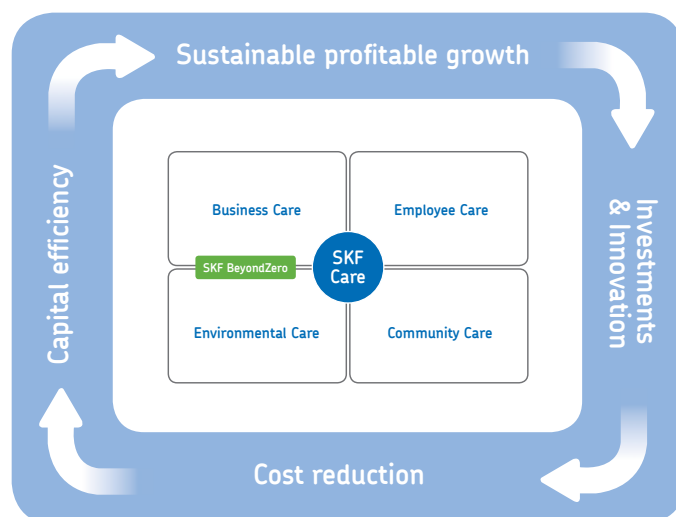 Sustainable profitable growth
Capital efficiency
Investments
& Innovation
Business Care
Employee Care
SKF BeyondZero
SKF
Care
Environmental Care
Community Care
Cost reduction